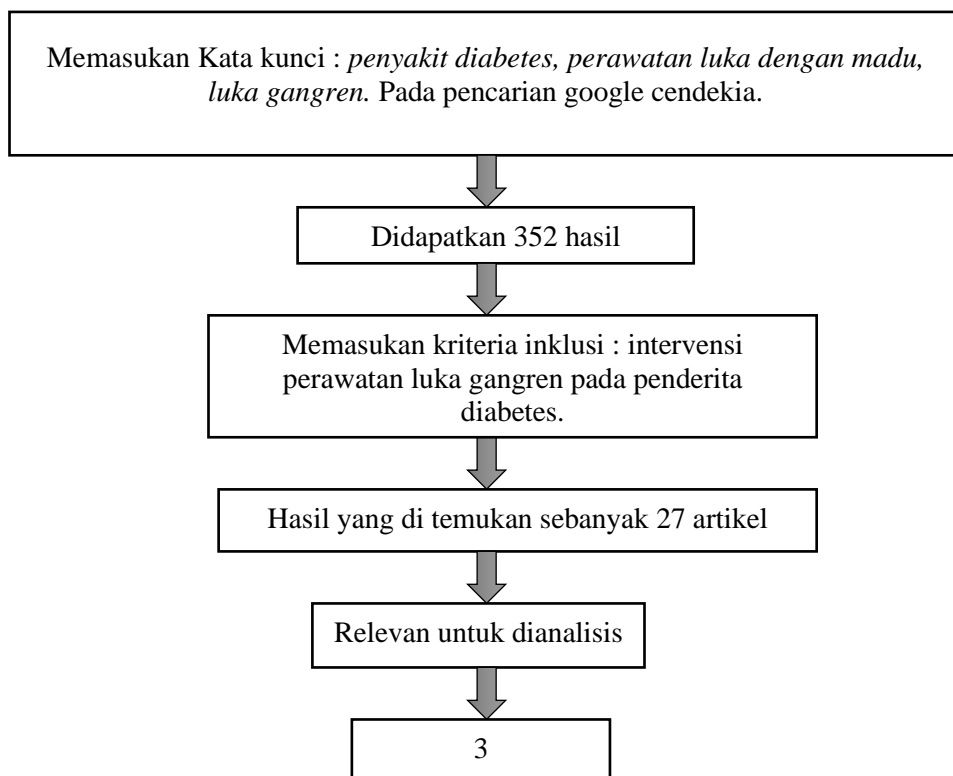 Memasukan Kata kunci : penyakit diabetes, perawatan luka dengan madu,
luka gangren. Pada pencarian google cendekia.
Didapatkan 352 hasil
Memasukan kriteria inklusi : intervensi
perawatan luka gangren pada penderita
diabetes.
Hasil yang di temukan sebanyak 27 artikel
Relevan untuk dianalisis
3